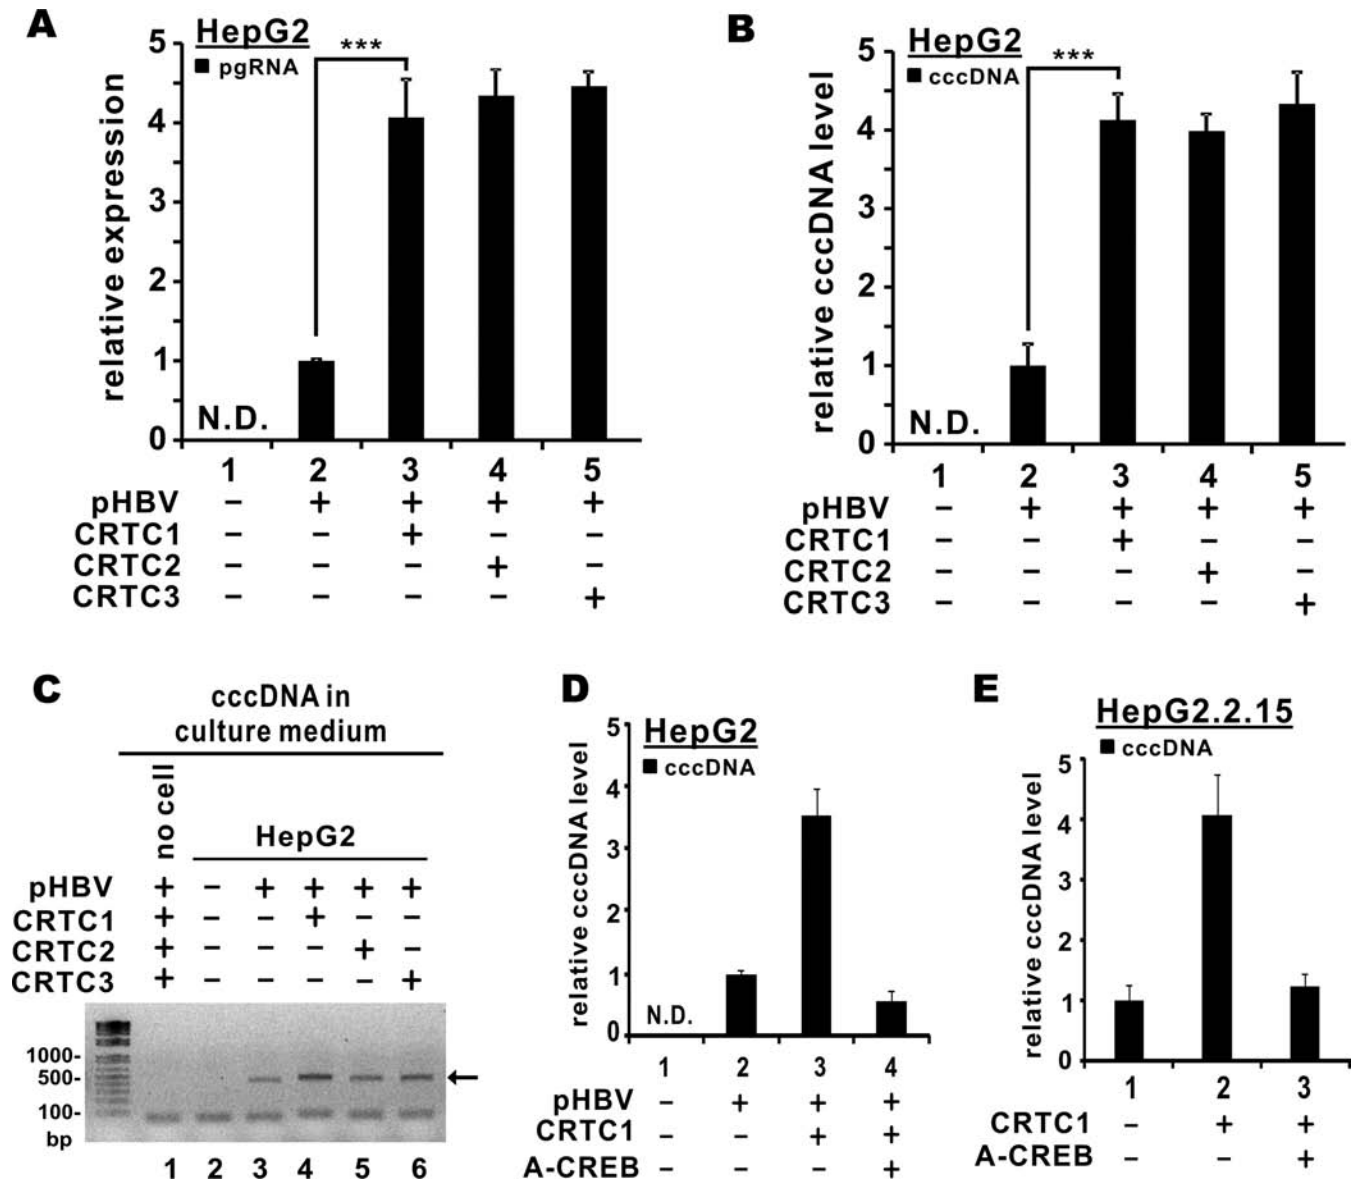 A
HepG2
■ pgRNA
***
relative expression
5
4
3
2
1
0
N.D.
1 2 3 4 5
pHBV – + + + +
CRTC1 – – + – –
CRTC2 – – – + –
CRTC3 – – – – +
B
HepG2
■ cccDNA
***
relative cccDNA level
5
4
3
2
1
0
N.D.
1 2 3 4 5
pHBV – + + + +
CRTC1 – – + – –
CRTC2 – – – + –
CRTC3 – – – – +
C
cccDNA in
culture medium
no cell
HepG2
pHBV + – + + + +
CRTC1 + – – + – –
CRTC2 + – – – + –
CRTC3 + – – – – +
1000-
500-
100-
bp
1 2 3 4 5 6
D
HepG2
■ cccDNA
relative cccDNA level
5
4
3
2
1
0
N.D.
1 2 3 4
pHBV – + + +
CRTC1 – – + +
A-CREB – – – +
E
HepG2.2.15
■ cccDNA
relative cccDNA level
5
4
3
2
1
0
1 2 3
CRTC1 – + +
A-CREB – – +